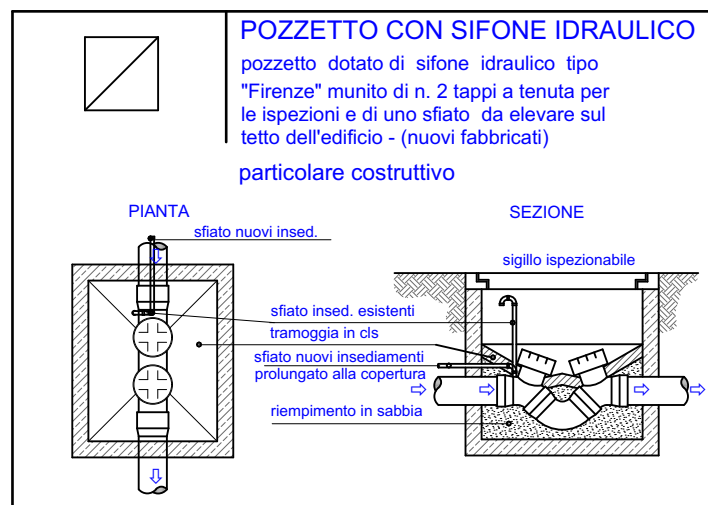 POZZETTO CON SIFONE IDRAULICO
pozzetto dotato di sifone idraulico tipo
"Firenze" munito di n. 2 tappi a tenuta per
le ispezioni e di uno sfiato da elevare sul
tetto dell'edificio - (nuovi fabbricati)
particolare costruttivo
PIANTA
SEZIONE
sfiato nuovi insed.
sigillo ispezionabile
sfiato insed. esistenti
tramoggia in cls
sfiato nuovi insediamenti
prolungato alla copertura
riempimento in sabbia